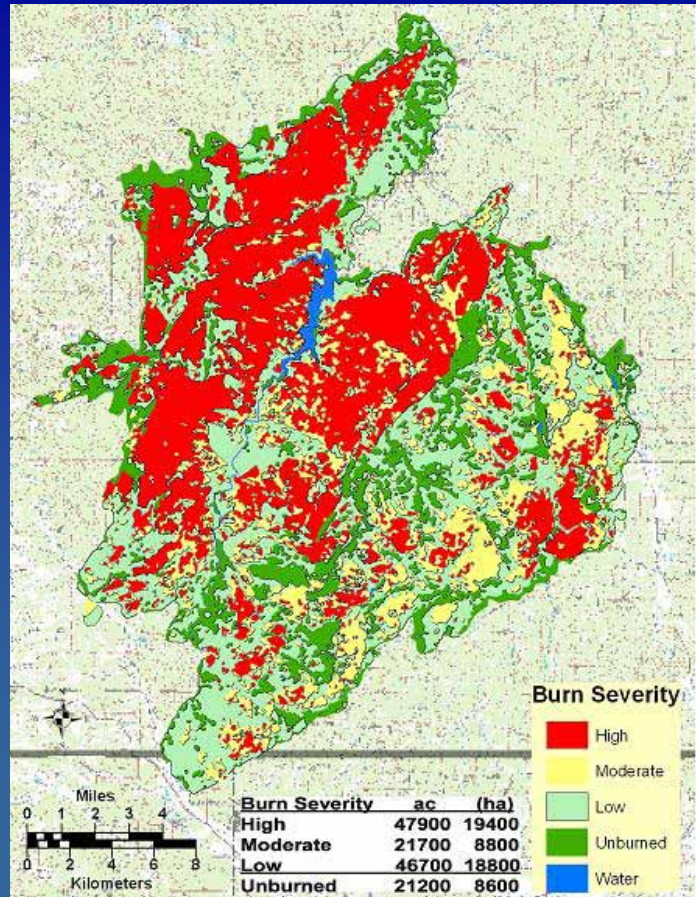 Burn Severity
High
Moderate
Low
Unburned
Water
Miles
0 1 2 3 4
0 2 4 6 8
Kilometers
Burn Severity ac (ha)
High 47900 19400
Moderate 21700 8800
Low 46700 18800
Unburned 21200 8600